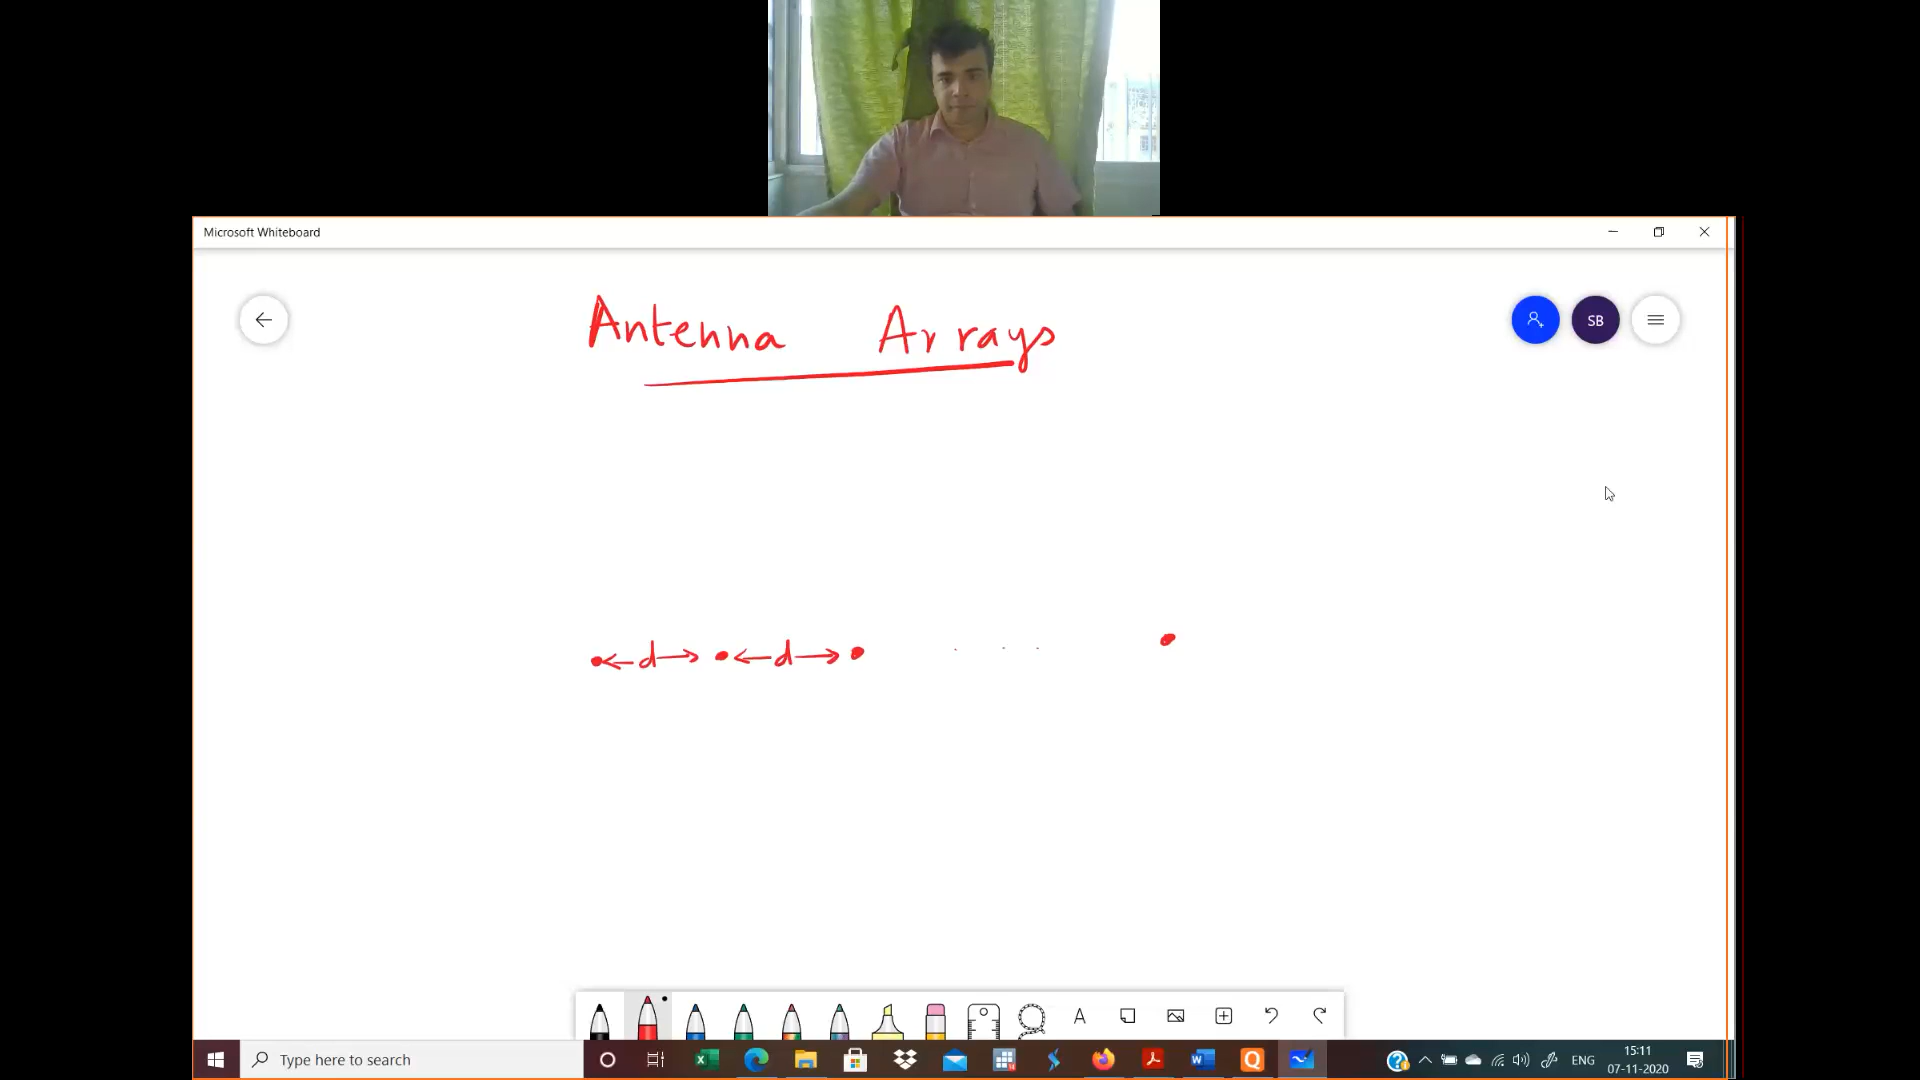 Microsoft Whiteboard
SB
Antenna Arrays
d d . . .
A
Type here to search
ENG
15:11
07-11-2020